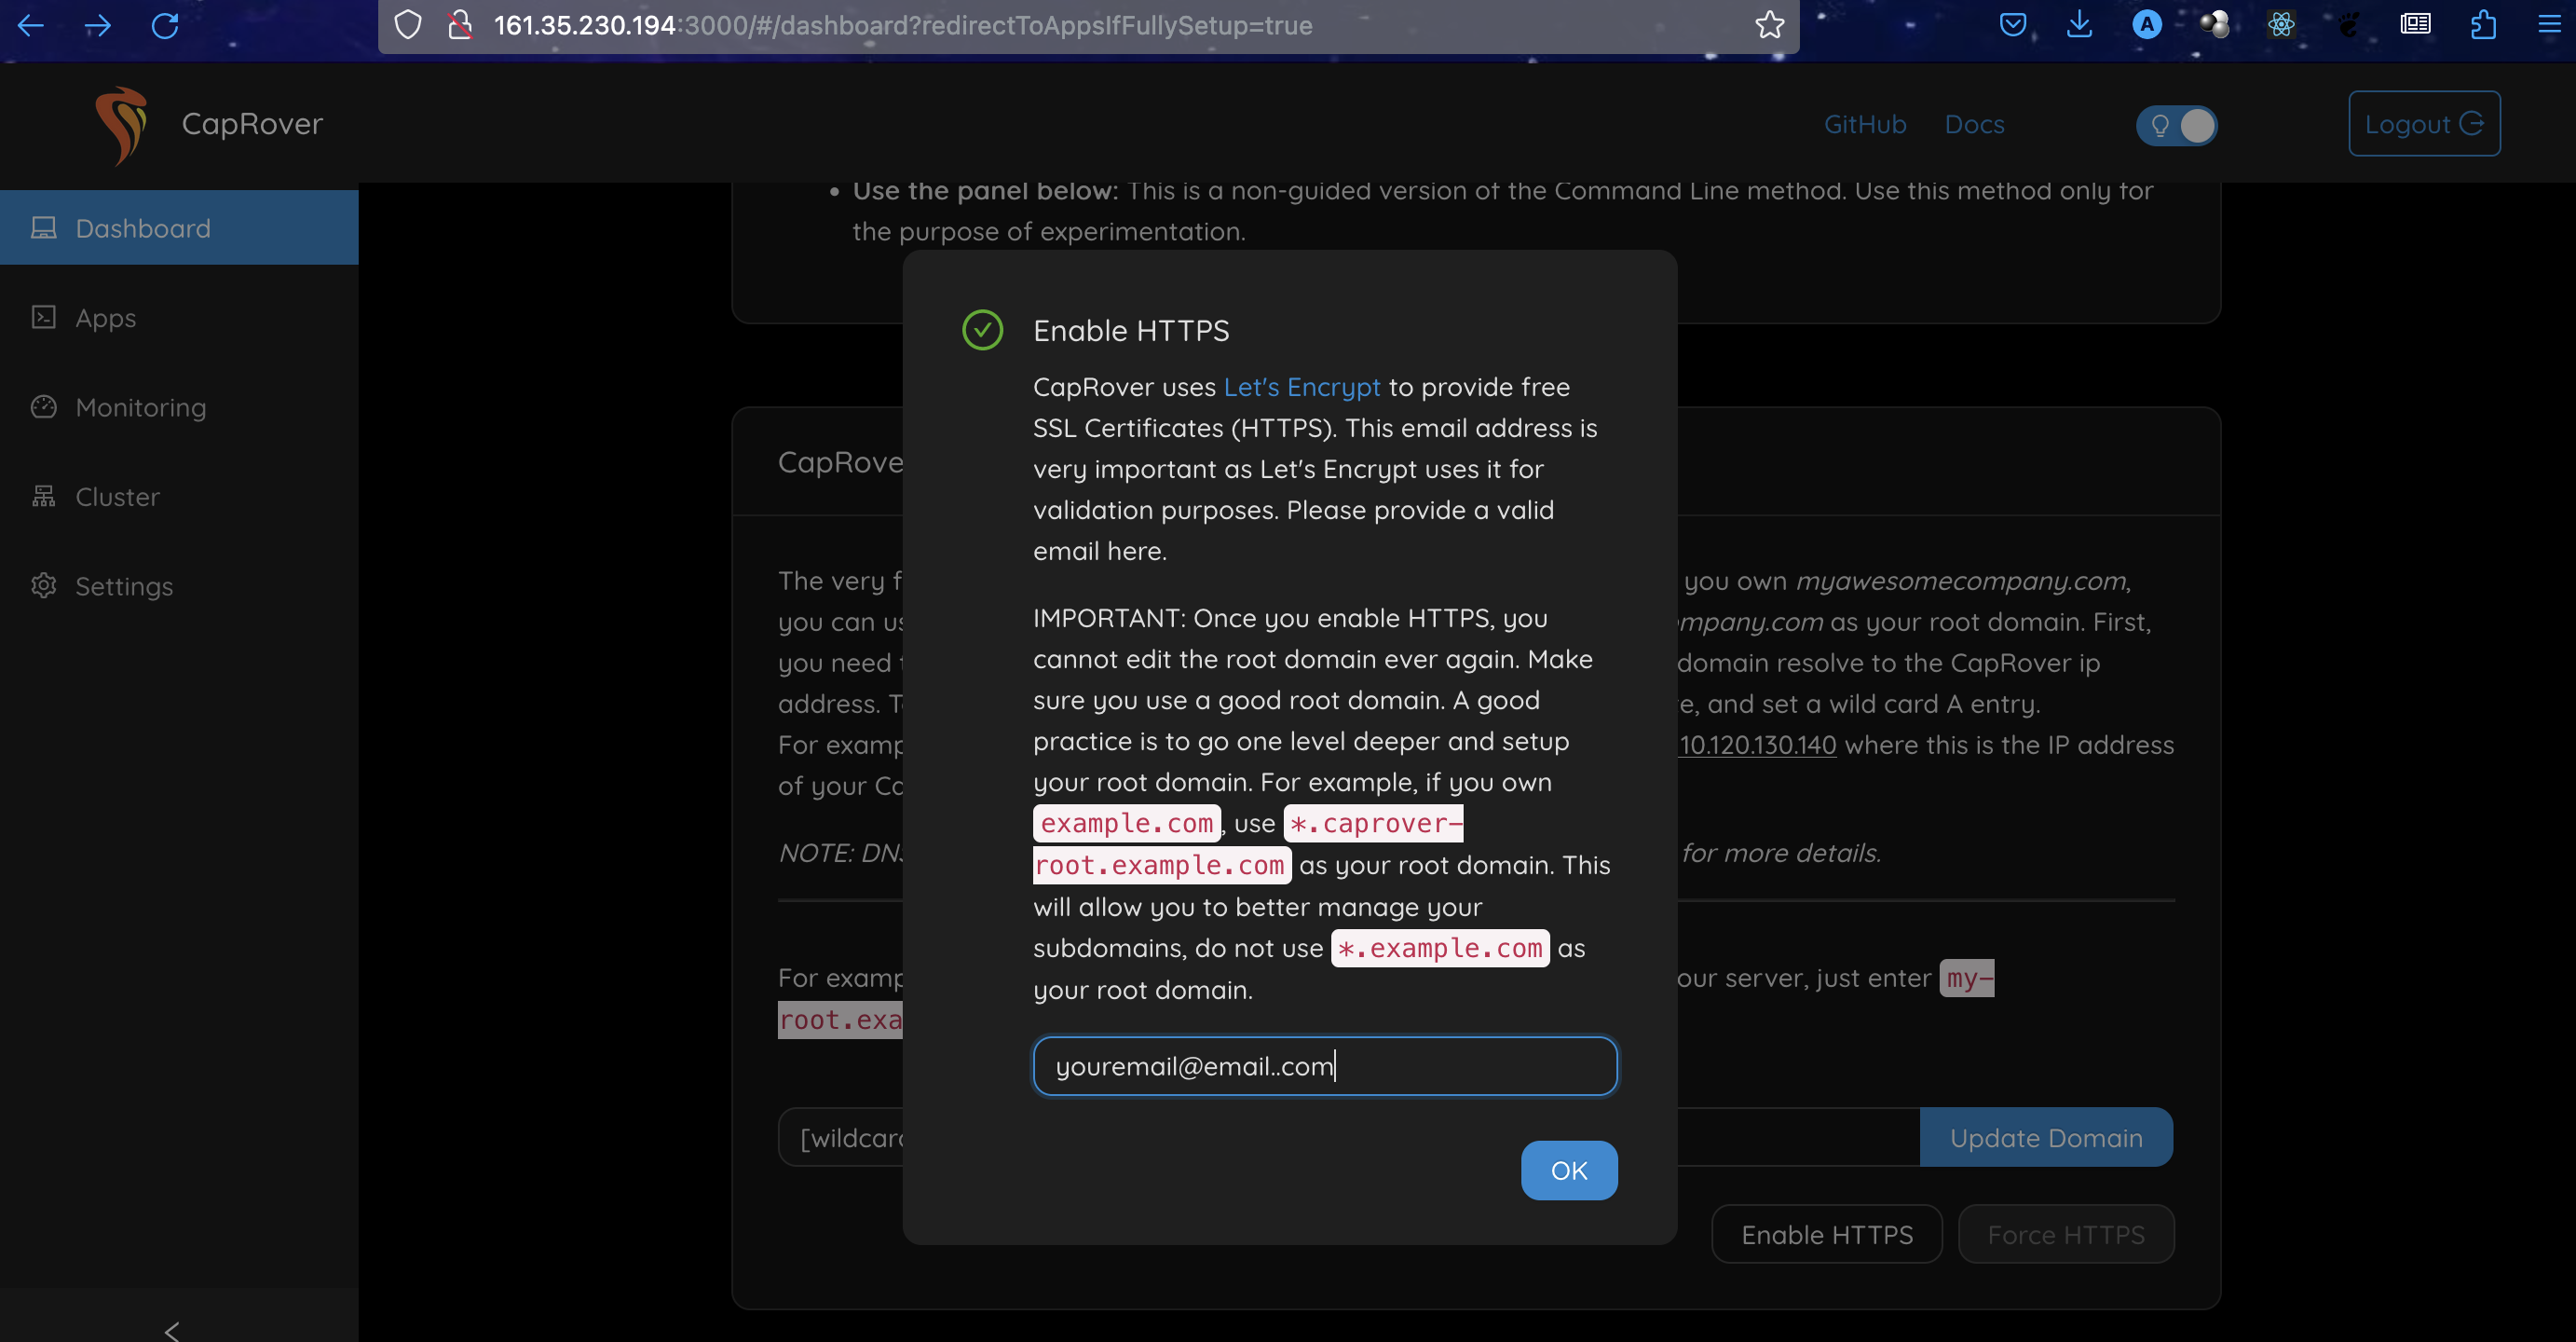 161.35.230.194:3000/#/dashboard?redirectToAppsIfFullySetup=true
A
CapRover
GitHub
Docs
Logout
Dashboard
Apps
Monitoring
Cluster
Settings
• Use the panel below: This is a non-guided version of the Command Line method. Use this method only for
the purpose of experimentation.
Enable HTTPS
CapRover uses Let's Encrypt to provide free
SSL Certificates (HTTPS). This email address is
very important as Let's Encrypt uses it for
validation purposes. Please provide a valid
email here.
IMPORTANT: Once you enable HTTPS, you
cannot edit the root domain ever again. Make
sure you use a good root domain. A good
practice is to go one level deeper and setup
your root domain. For example, if you own
example.com, use *.caprover-
root.example.com as your root domain. This
will allow you to better manage your
subdomains, do not use *.example.com as
your root domain.
youremail@email..com
OK
CapRove
The very f
you own myawesomecompany.com,
you can us
mpany.com as your root domain. First,
you need
domain resolve to the CapRover ip
address. T
e, and set a wild card A entry.
For examp
10.120.130.140 where this is the IP address
of your Ca
NOTE: DNS
for more details.
For examp
our server, just enter my-
root.exa
[wildcard
Update Domain
Enable HTTPS
Force HTTPS